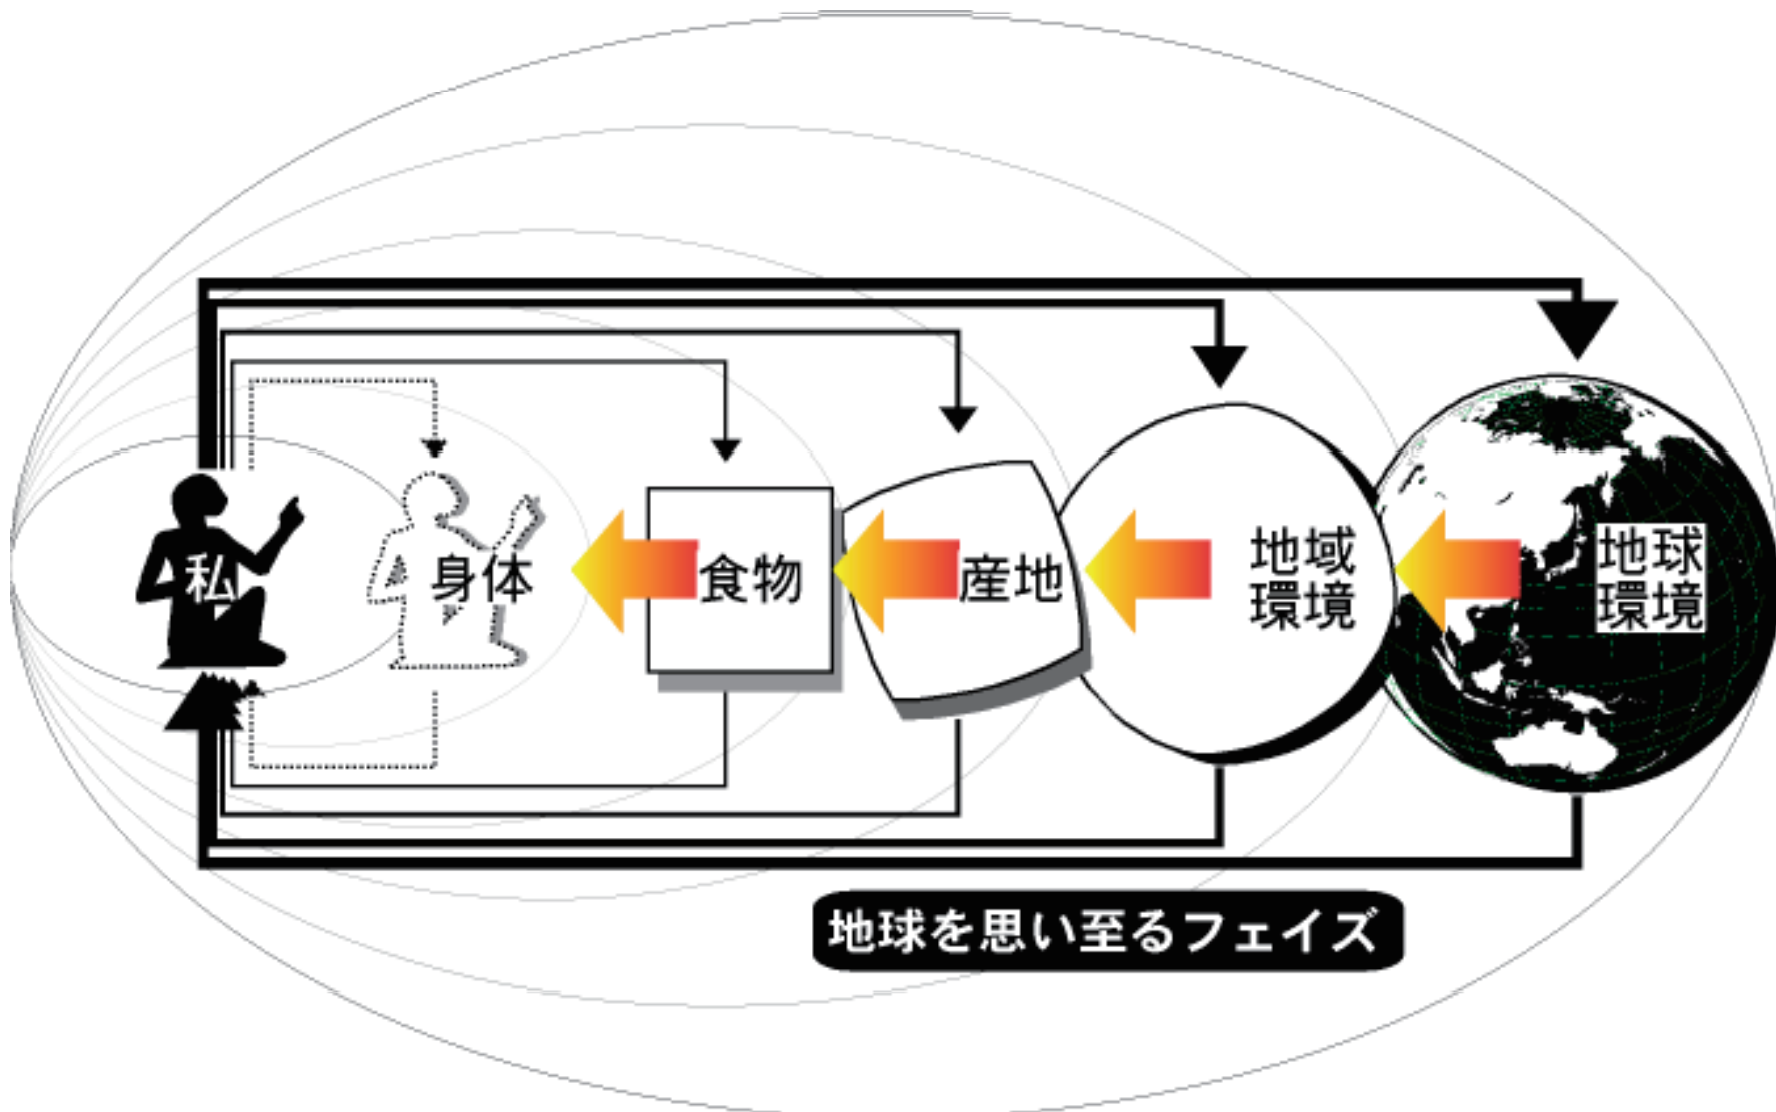 私
身体
食物
産地
地域
環境
地球
環境
地球を思い至るフェイズ